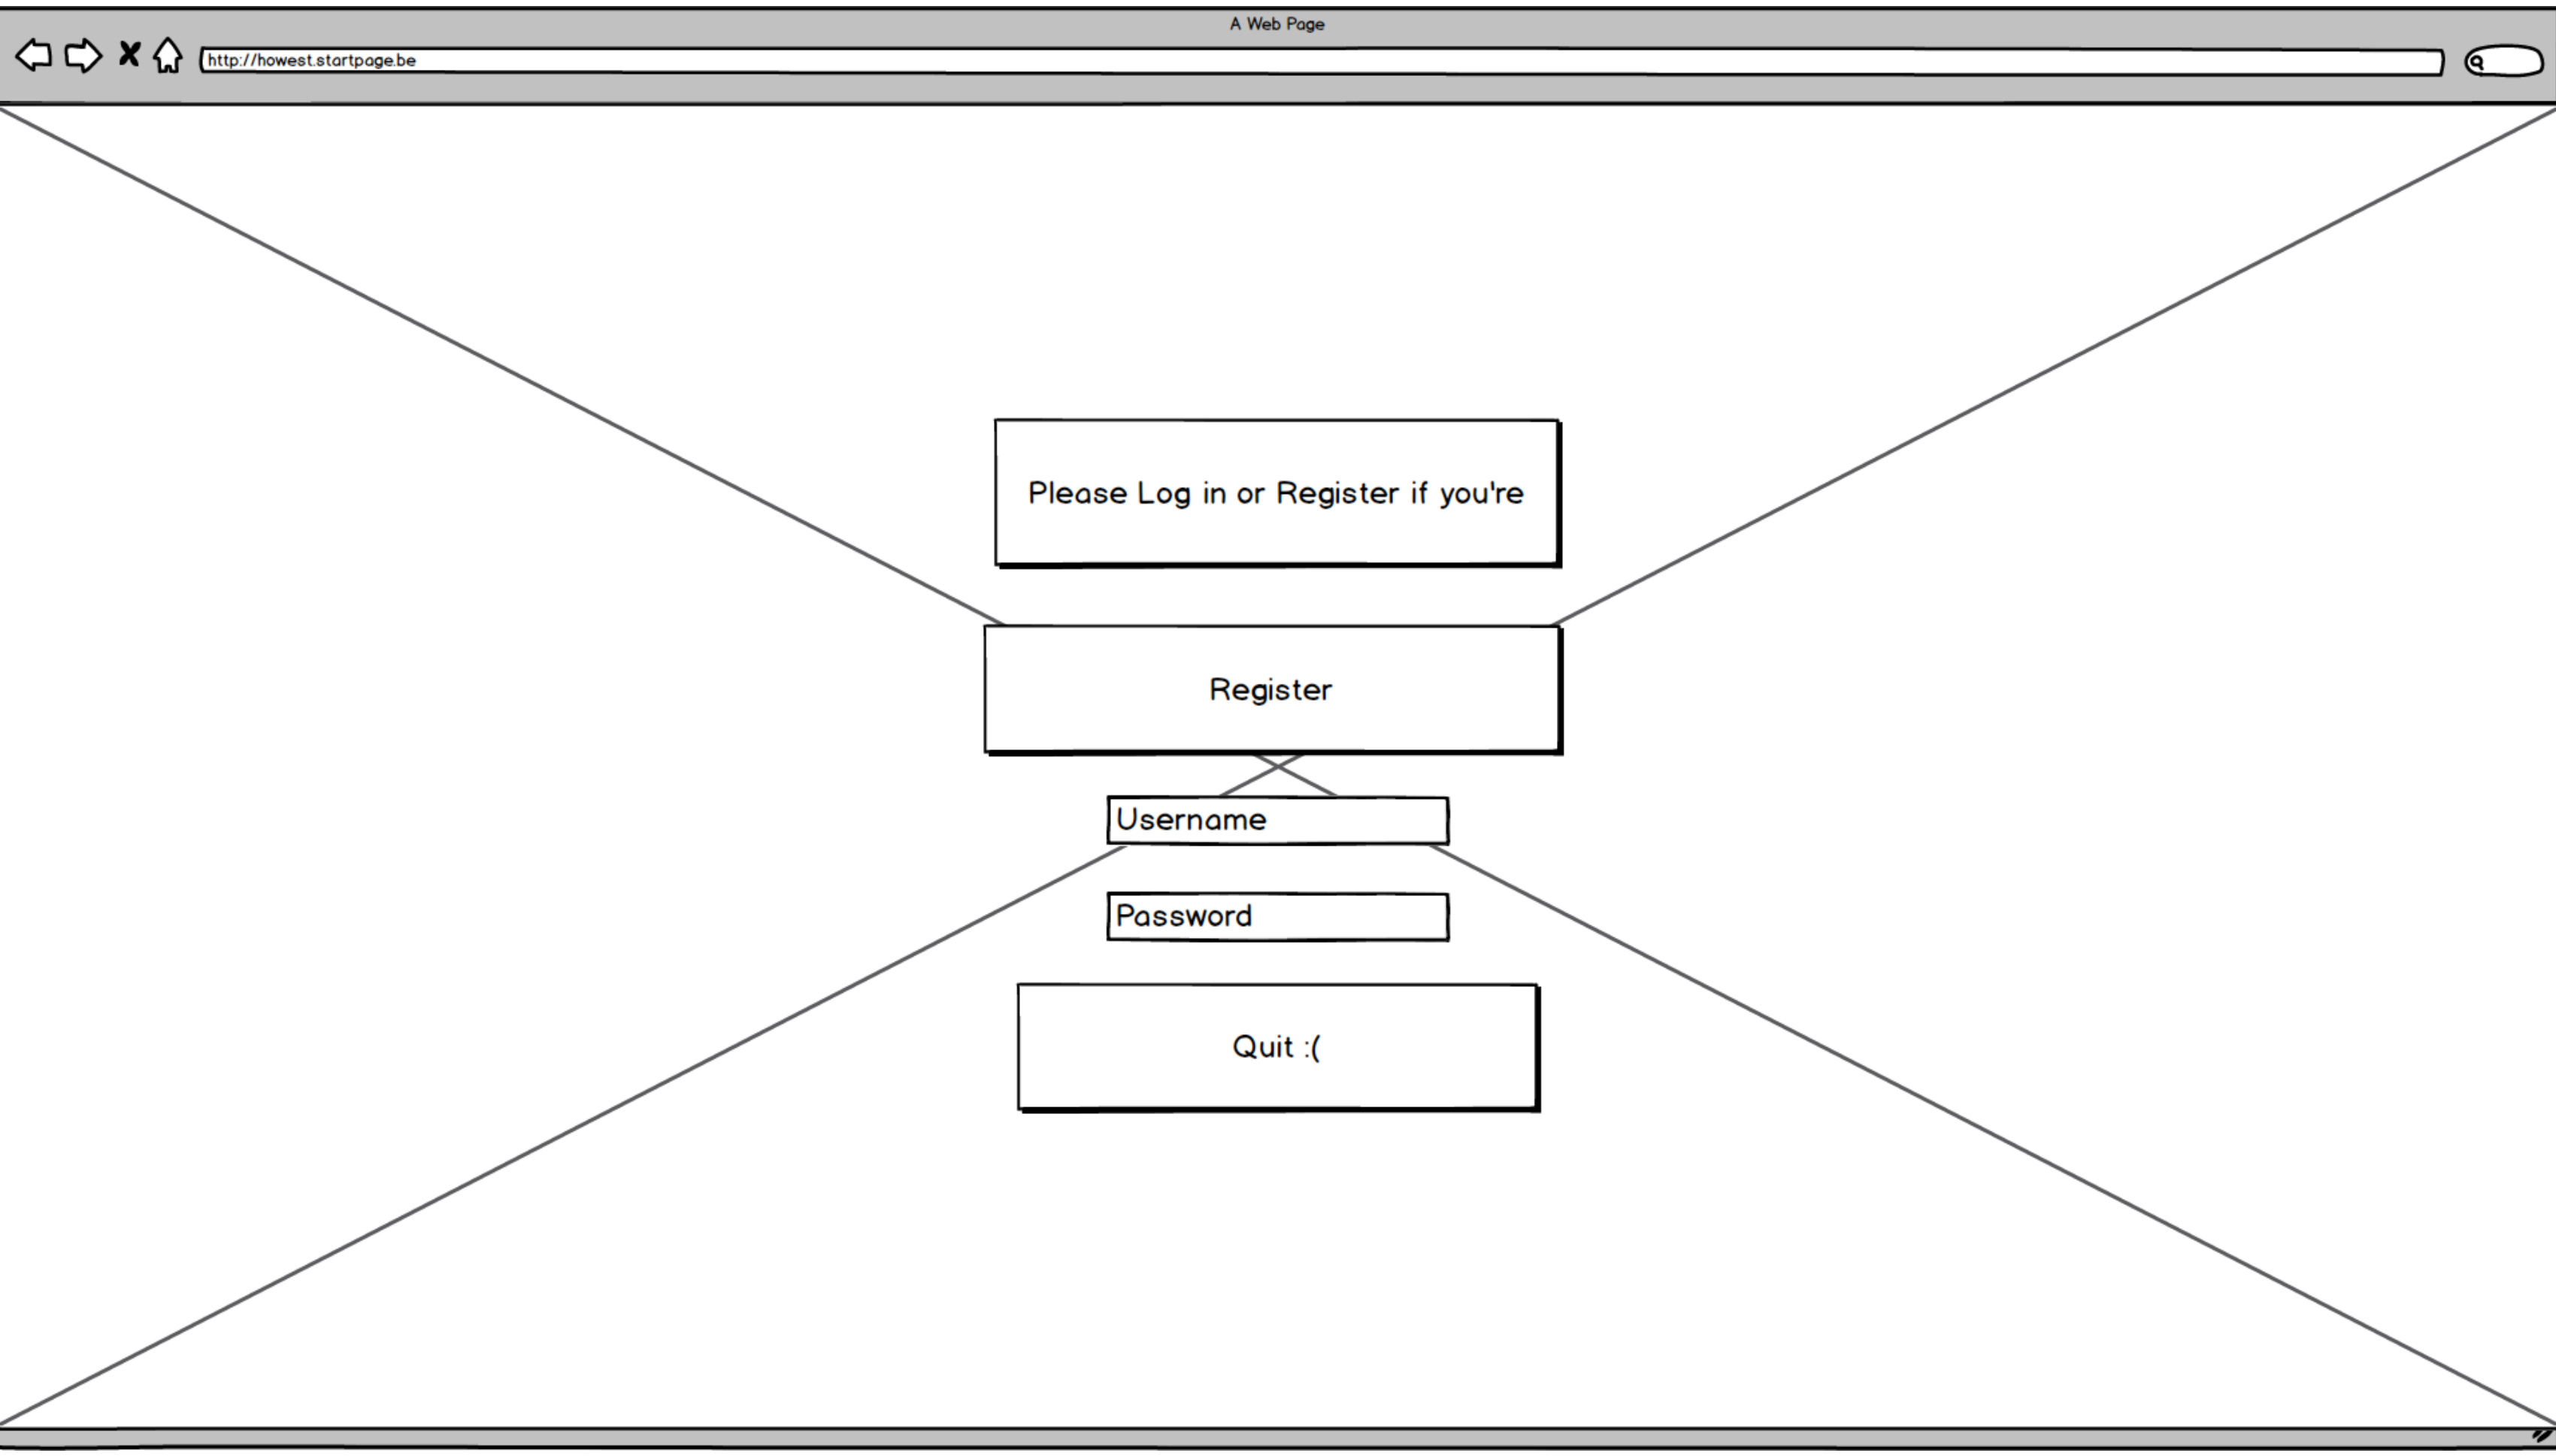 A Web Page
http://howest.startpage.be
Please Log in or Register if you're
Register
Username
Password
Quit :(